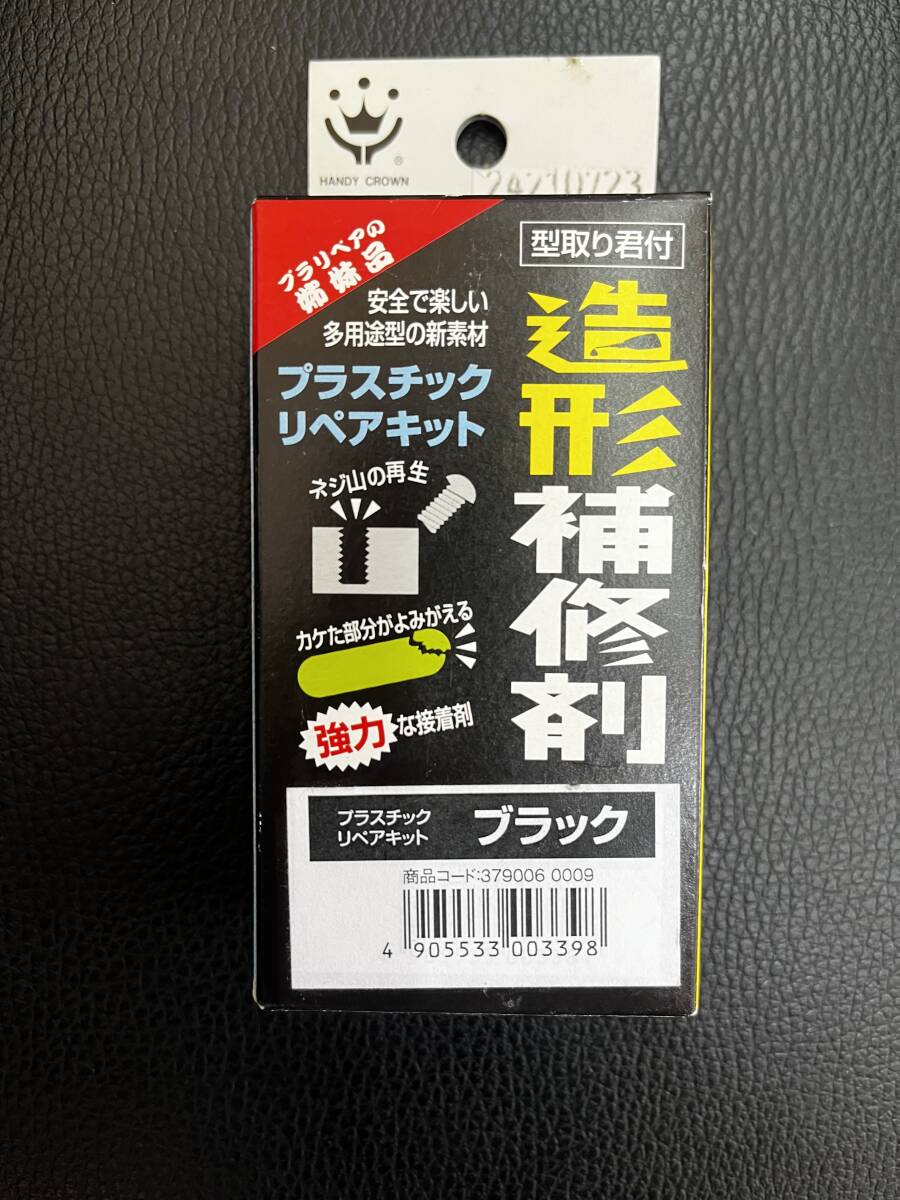 HANDY CROWN
®
24210723
プラリペアの
姉妹品
型取り君付
安全で楽しい
多用途型の新素材
プラスチック
リペアキット
造形補修剤
ネジ山の再生
カケた部分がよみがえる
強力な接着剤
プラスチック
リペアキット
ブラック
商品コード:379006 0009
4 905533 003398